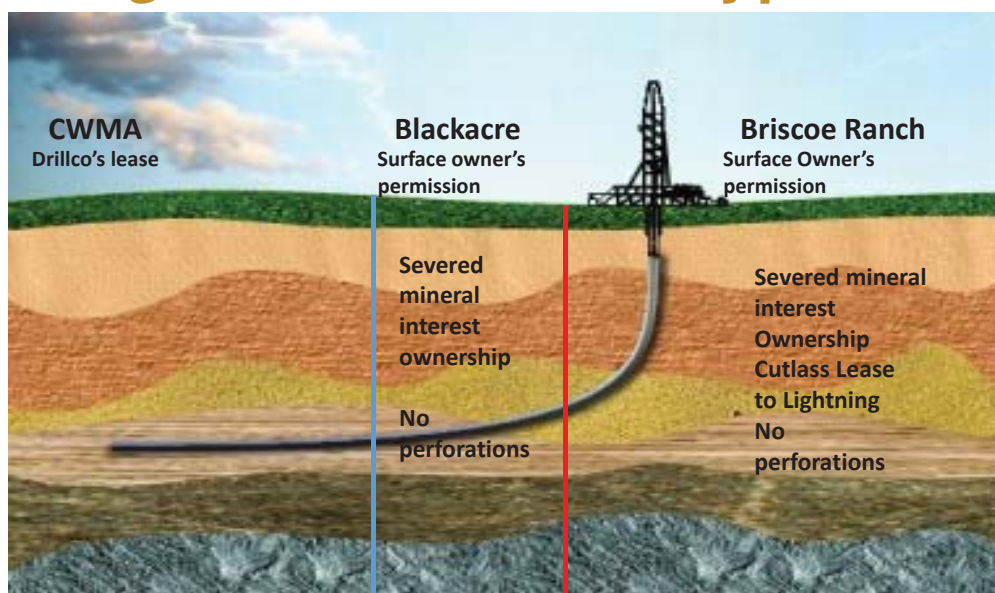 CWMA
Drillco's lease
Blackacre
Surface owner's
permission
Briscoe Ranch
Surface Owner's
permission
Severed
mineral
interest
ownership
No
perforations
Severed mineral
interest
Ownership
Cutlass Lease
to Lightning
No
perforations